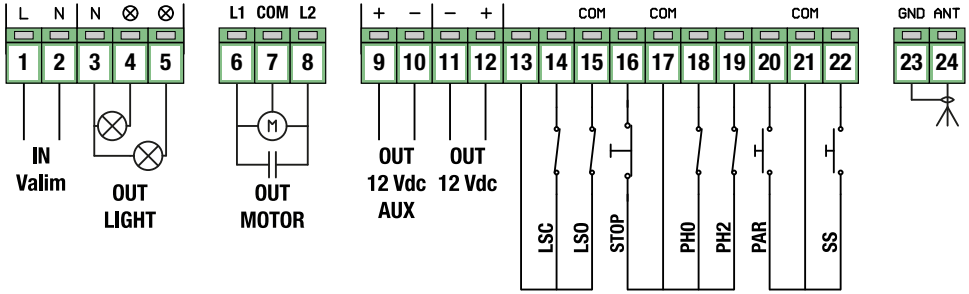 L N N L1 COM L2 + − − + COM COM COM GND ANT
1 2 3 4 5 6 7 8 9 10 11 12 13 14 15 16 17 18 19 20 21 22 23 24
M
IN
Valim
OUT
LIGHT
OUT
MOTOR
OUT
12 Vdc
AUX
OUT
12 Vdc
LSC
LSO
STOP
PH0
PH2
PAR
SS